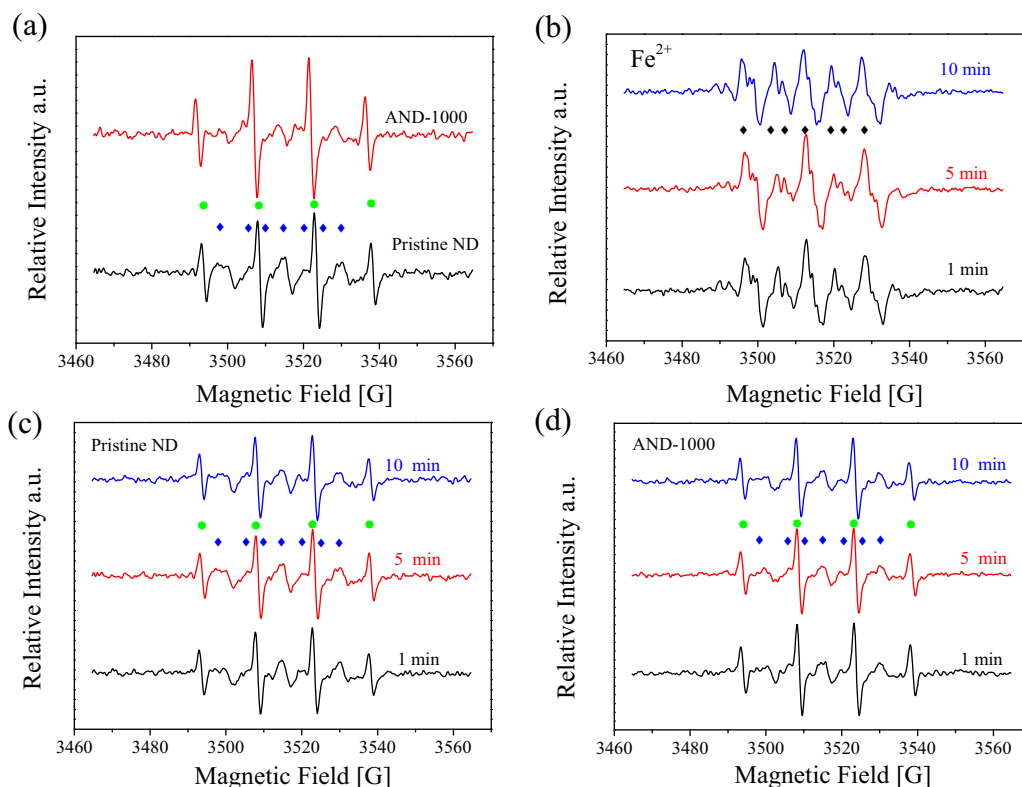 (a)
AND-1000
Pristine ND
Relative Intensity a.u.
3460 3480 3500 3520 3540 3560
Magnetic Field [G]
(b)
Fe2+
10 min
5 min
1 min
Relative Intensity a.u.
3460 3480 3500 3520 3540 3560
Magnetic Field [G]
(c)
Pristine ND
10 min
5 min
1 min
Relative Intensity a.u.
3460 3480 3500 3520 3540 3560
Magnetic Field [G]
(d)
AND-1000
10 min
5 min
1 min
Relative Intensity a.u.
3460 3480 3500 3520 3540 3560
Magnetic Field [G]